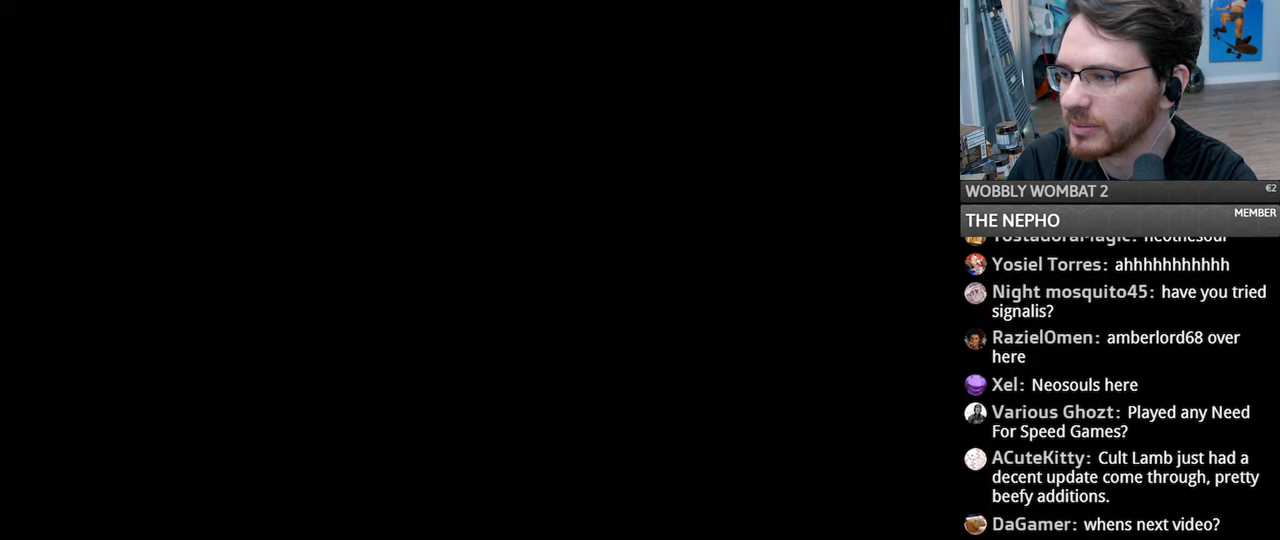 WOBBLY WOMBAT 2
€2
THE NEPHO
MEMBER
YostadoraMagic: neothesoul
Yosiel Torres: ahhhhhhhhhhh
Night mosquito45: have you tried
signalis?
RazielOmen: amberlord68 over
here
Xel: Neosouls here
Various Ghozt: Played any Need
For Speed Games?
ACuteKitty: Cult Lamb just had a
decent update come through, pretty
beefy additions.
DaGamer: whens next video?